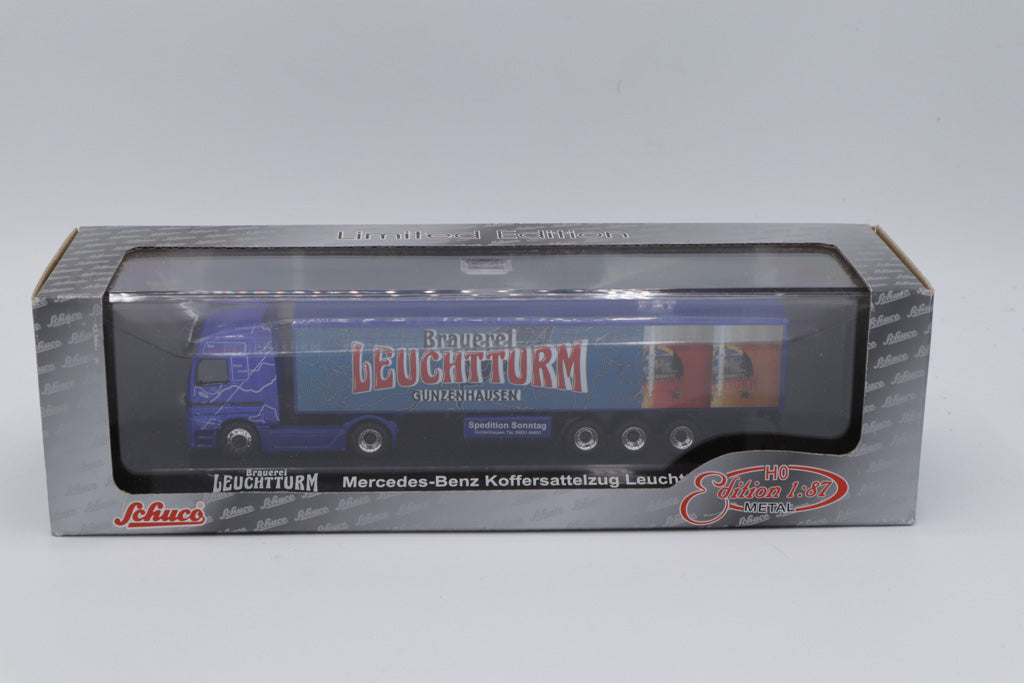 Limited Edition
Brauerei
LEUCHTTURM
GUNZENHAUSEN
Spedition Sonntag
Brauerei
LEUCHTTURM
Mercedes-Benz Koffersattelzug Leucht
Schuco
H0
Edition 1:87
METAL